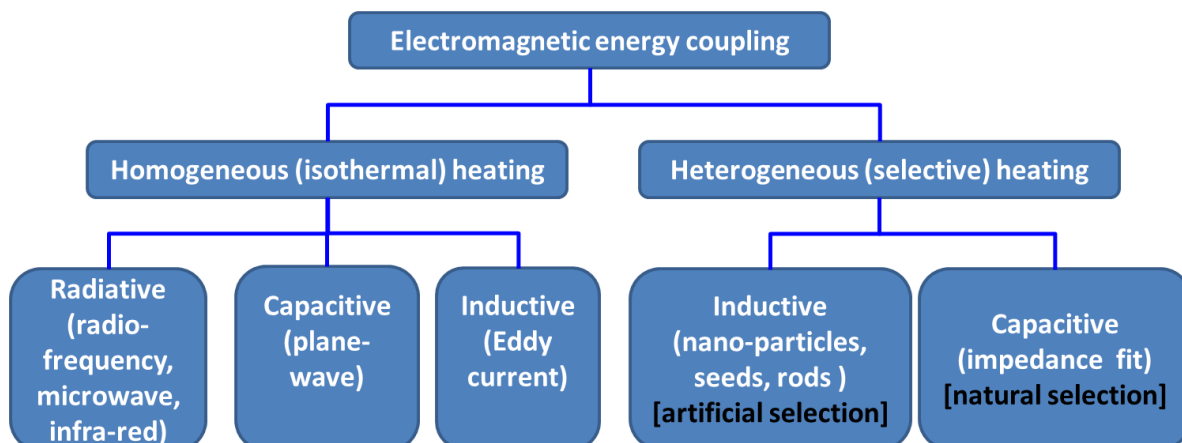 Electromagnetic energy coupling
Homogeneous (isothermal) heating
Heterogeneous (selective) heating
Radiative
(radio-
frequency,
microwave,
infra-red)
Capacitive
(plane-
wave)
Inductive
(Eddy
current)
Inductive
(nano-particles,
seeds, rods )
[artificial selection]
Capacitive
(impedance fit)
[natural selection]